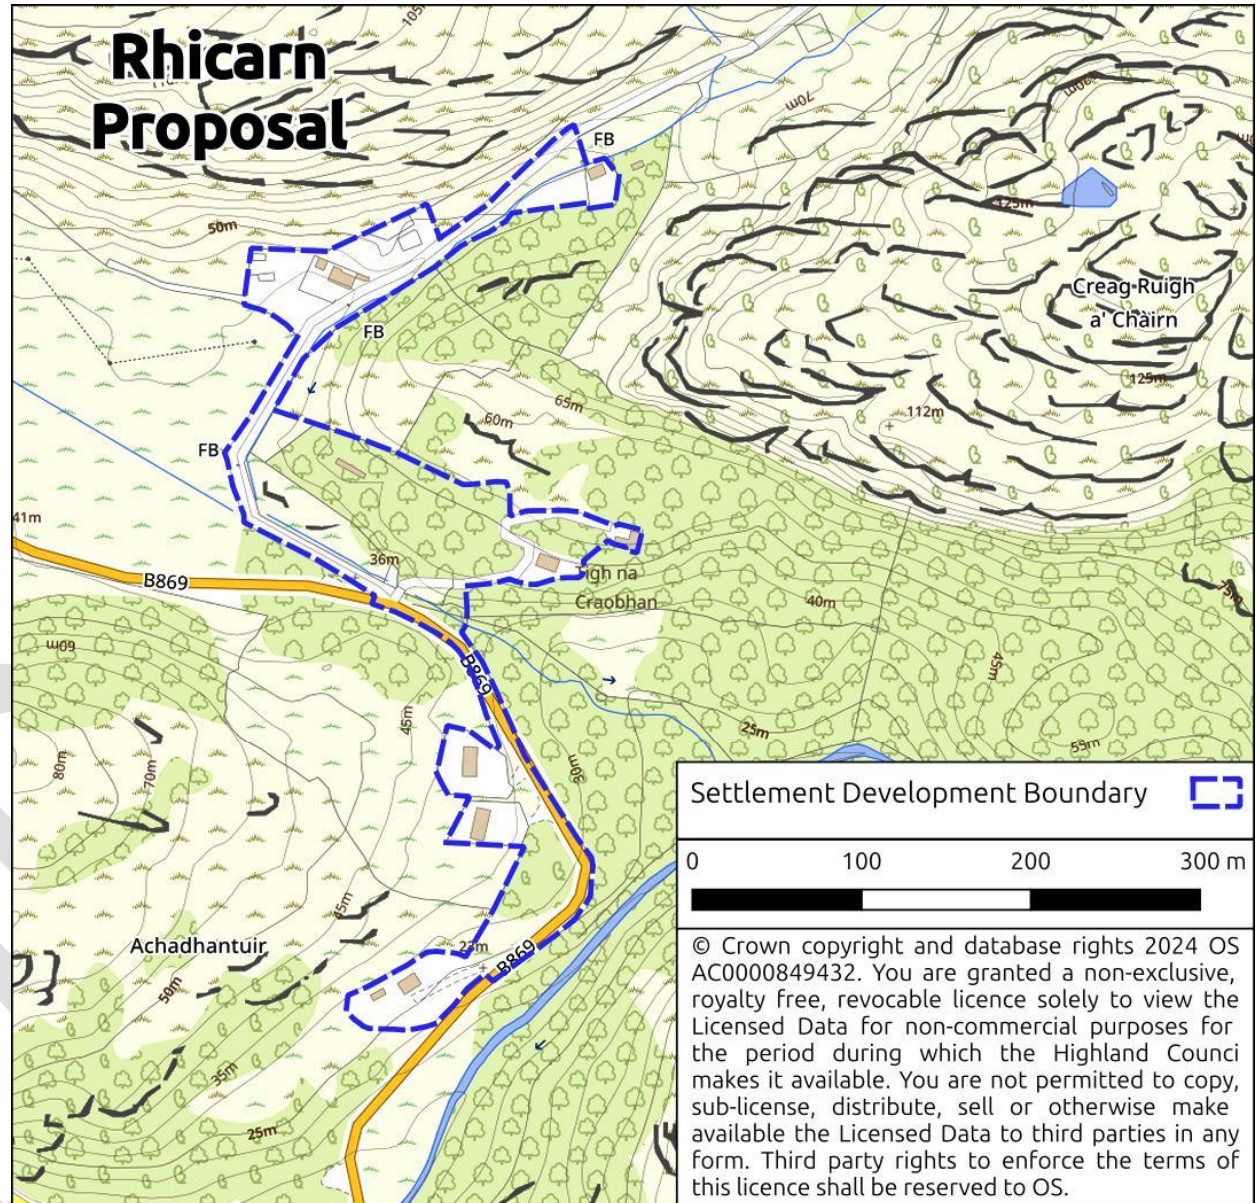 Rhicarn
Proposal
105
70m
FB
50m
125m
Creag Ruigh
a' Chàirn
FB
125m
65m
60m
112m
FB
41m
36m
B869
Tigh na
Craobhan
40m
75m
60m
45m
B869
45m
25m
55m
80m
70m
30m
Settlement Development Boundary
0 100 200 300 m
45m
Achadhantuir
23m
B869
50m
35m
25m
© Crown copyright and database rights 2024 OS
AC0000849432. You are granted a non-exclusive,
royalty free, revocable licence solely to view the
Licensed Data for non-commercial purposes for
the period during which the Highland Counci
makes it available. You are not permitted to copy,
sub-license, distribute, sell or otherwise make
available the Licensed Data to third parties in any
form. Third party rights to enforce the terms of
this licence shall be reserved to OS.